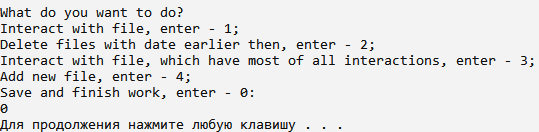 What do you want to do?
Interact with file, enter - 1;
Delete files with date earlier then, enter - 2;
Interact with file, which have most of all interactions, enter - 3;
Add new file, enter - 4;
Save and finish work, enter - 0:
0
Для продолжения нажмите любую клавишу . . .